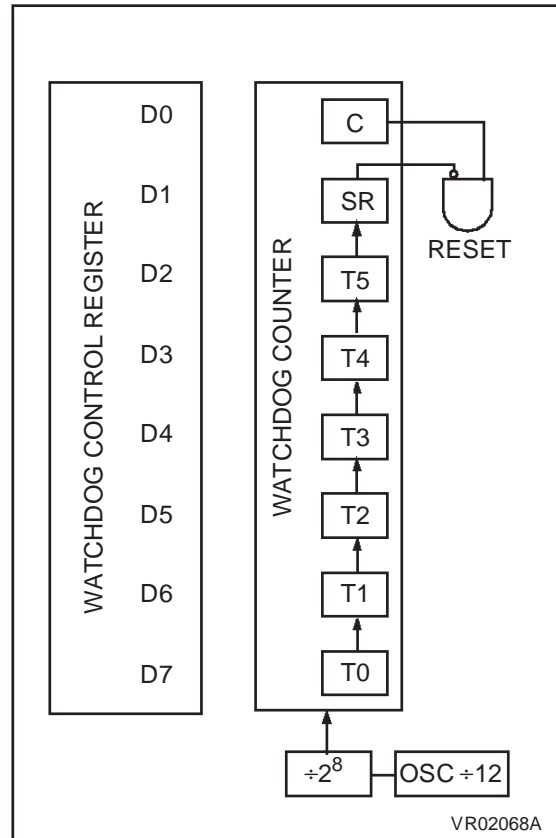 WATCHDOG CONTROL REGISTER
D0
D1
D2
D3
D4
D5
D6
D7
WATCHDOG COUNTER
C
SR
T5
T4
T3
T2
T1
T0
RESET
÷2⁸
OSC ÷12
VR02068A